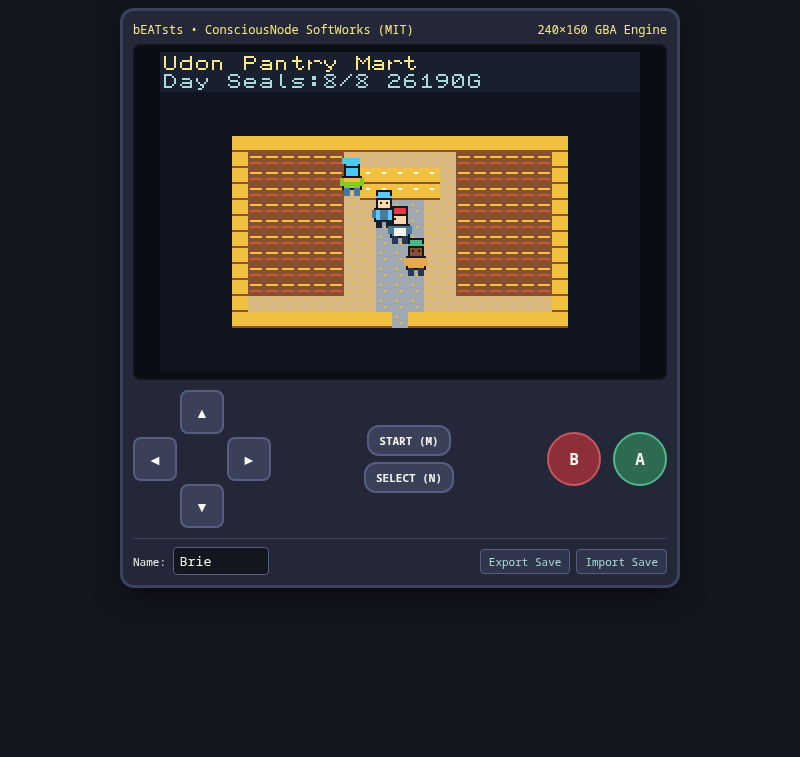 bEATsts • ConsciousNode SoftWorks (MIT)
240×160 GBA Engine
Udon Pantry Mart
Day Seals:8/8 26190G
▲
◄
►
▼
START (M)
SELECT (N)
B
A
Name: Brie
Export Save
Import Save